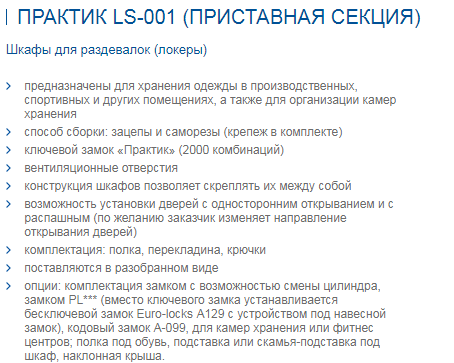 ПРАКТИК LS-001 (ПРИСТАВНАЯ СЕКЦИЯ)
Шкафы для раздевалок (локеры)
предназначены для хранения одежды в производственных,
спортивных и других помещениях, а также для организации камер
хранения
способ сборки: зацепы и саморезы (крепеж в комплекте)
ключевой замок «Практик» (2000 комбинаций)
вентиляционные отверстия
конструкция шкафов позволяет скреплять их между собой
возможность установки дверей с односторонним открыванием и с
распашным (по желанию заказчик изменяет направление
открывания дверей)
комплектация: полка, перекладина, крючки
поставляются в разобранном виде
опции: комплектация замком с возможностью смены цилиндра,
замком PL*** (вместо ключевого замка устанавливается
бесключевой замок Euro-locks A129 с устройством под навесной
замок), кодовый замок A-099, для камер хранения или фитнес
центров; полка под обувь, подставка или скамья-подставка под
шкаф, наклонная крыша.